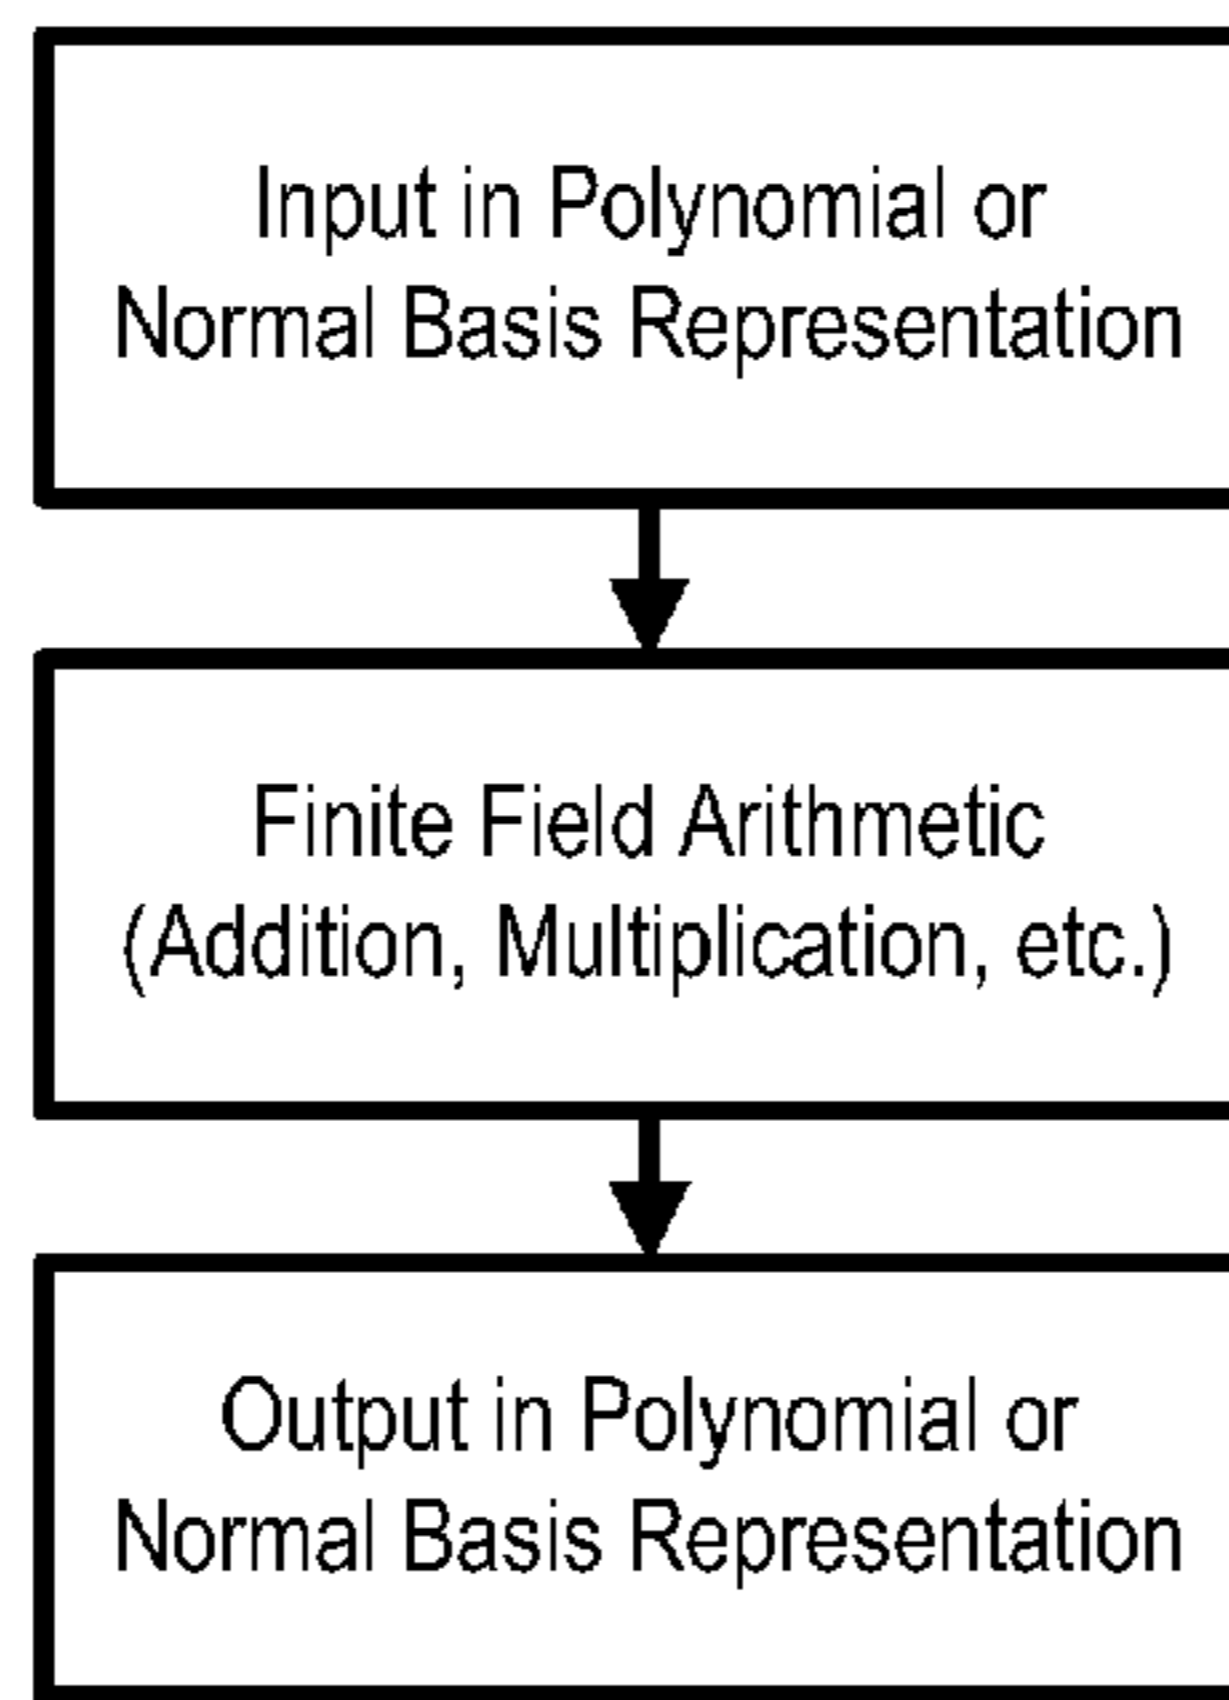 Input in Polynomial or
Normal Basis Representation
Finite Field Arithmetic
(Addition, Multiplication, etc.)
Output in Polynomial or
Normal Basis Representation